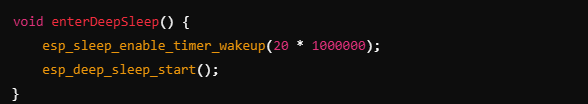 void enterDeepSleep() {
    esp_sleep_enable_timer_wakeup(20 * 1000000);
    esp_deep_sleep_start();
}